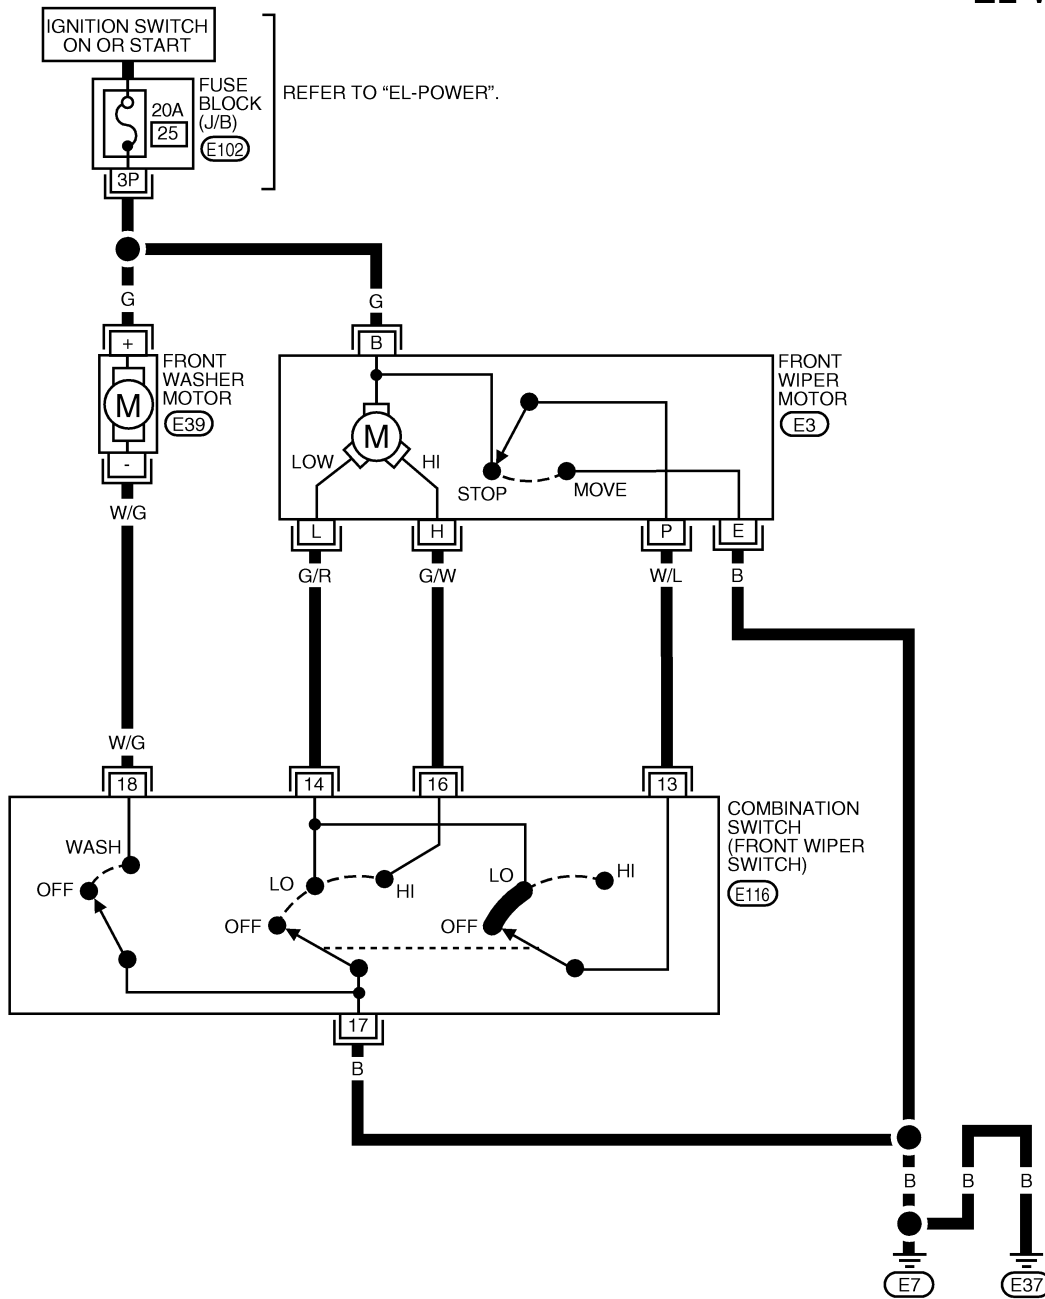 IGNITION SWITCH
ON OR START
20A
25
FUSE
BLOCK
(J/B)
E102
REFER TO “EL-POWER”.
3P
G
G
+
B
FRONT
WASHER
MOTOR
E39
M
-
W/G
FRONT
WIPER
MOTOR
E3
M
LOW
HI
STOP
MOVE
L
H
P
E
G/R
G/W
W/L
B
W/G
18
14
16
13
COMBINATION
SWITCH
(FRONT WIPER
SWITCH)
E116
WASH
OFF
LO
HI
OFF
LO
HI
OFF
17
B
B
B
B
E7
E37